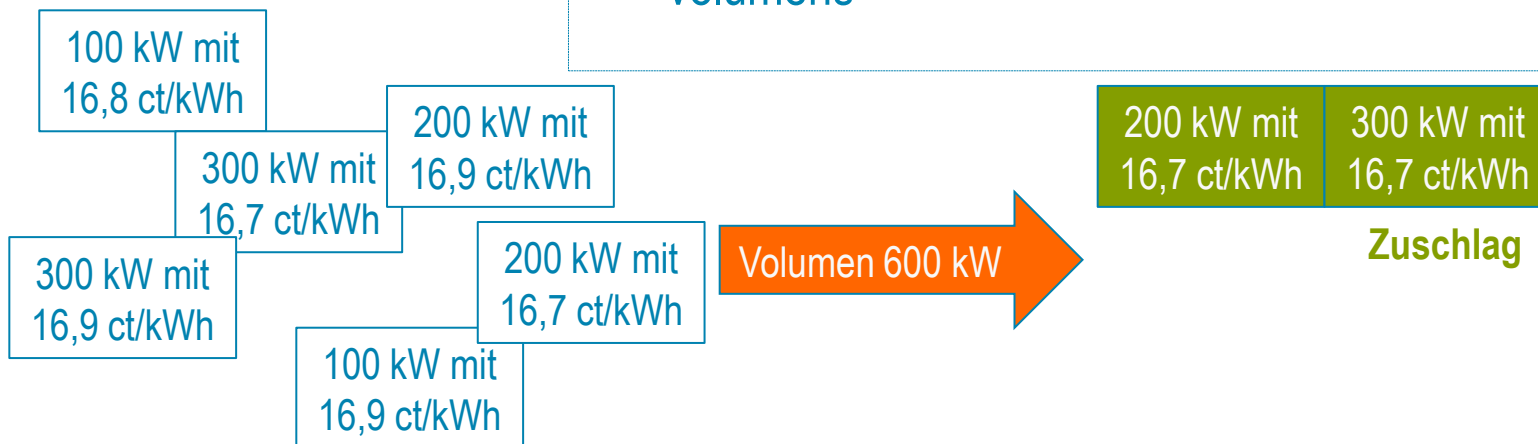 Volumens
100 kW mit
16,8 ct/kWh
300 kW mit
16,7 ct/kWh
200 kW mit
16,9 ct/kWh
300 kW mit
16,9 ct/kWh
200 kW mit
16,7 ct/kWh
100 kW mit
16,9 ct/kWh
Volumen 600 kW
200 kW mit
16,7 ct/kWh
300 kW mit
16,7 ct/kWh
Zuschlag